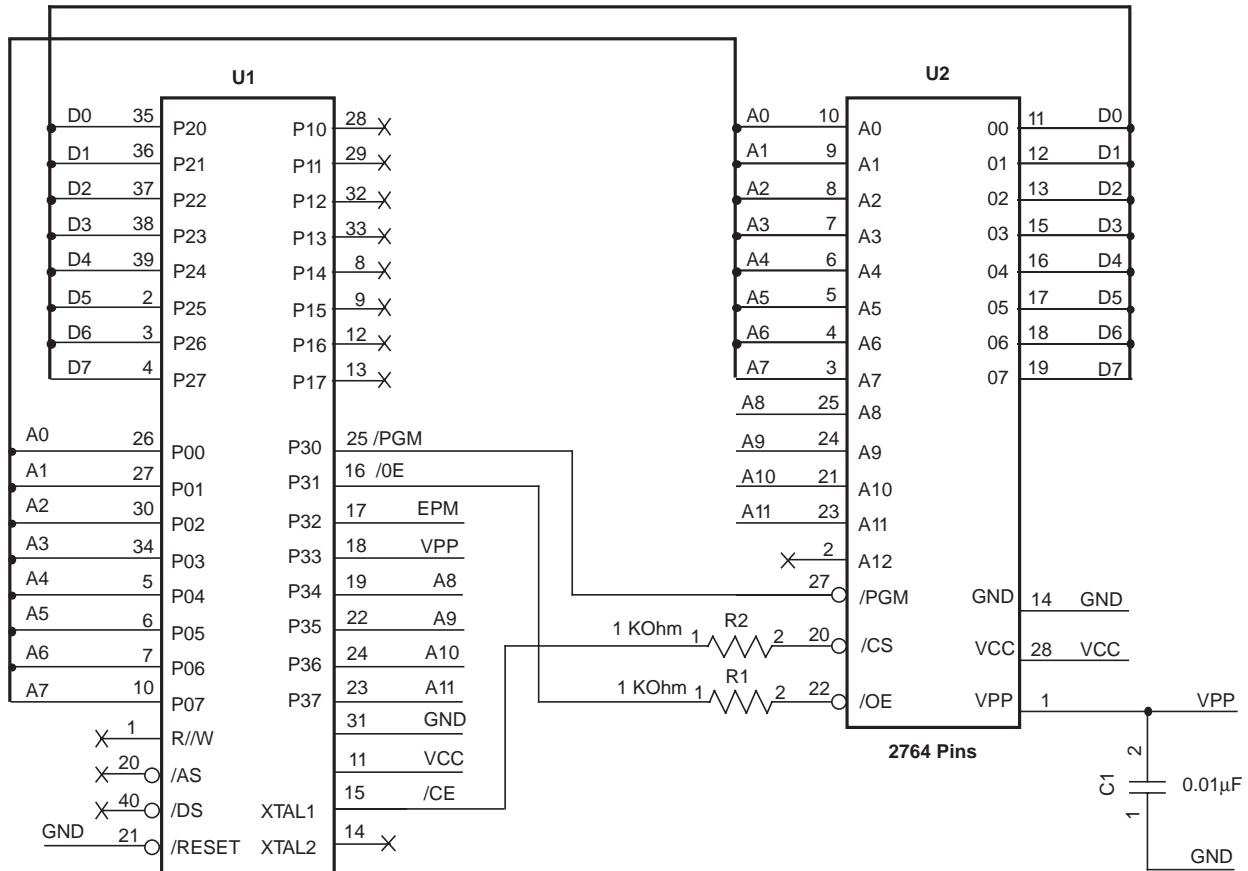 U1
U2
D0 35 P20 P10 28
D1 36 P21 P11 29
D2 37 P22 P12 32
D3 38 P23 P13 33
D4 39 P24 P14 8
D5 2 P25 P15 9
D6 3 P26 P16 12
D7 4 P27 P17 13
A0 26 P00 P30 25 /PGM
A1 27 P01 P31 16 /0E
A2 30 P02 P32 17 EPM
A3 34 P03 P33 18 VPP
A4 5 P04 P34 19 A8
A5 6 P05 P35 22 A9
A6 7 P06 P36 24 A10
A7 10 P07 P37 23 A11
1 R//W 31 GND
20 /AS 11 VCC
40 /DS XTAL1 15 /CE
GND 21 /RESET XTAL2 14
A0 10 A0 00 11 D0
A1 9 A1 01 12 D1
A2 8 A2 02 13 D2
A3 7 A3 03 15 D3
A4 6 A4 04 16 D4
A5 5 A5 05 17 D5
A6 4 A6 06 18 D6
A7 3 A7 07 19 D7
A8 25 A8
A9 24 A9
A10 21 A10
A11 23 A11
2 A12
27 /PGM GND 14 GND
1 KOhm 1 R2 2 20 /CS VCC 28 VCC
1 KOhm 1 R1 2 22 /OE VPP 1 VPP
2764 Pins
2
C1 0.01µF
1
GND